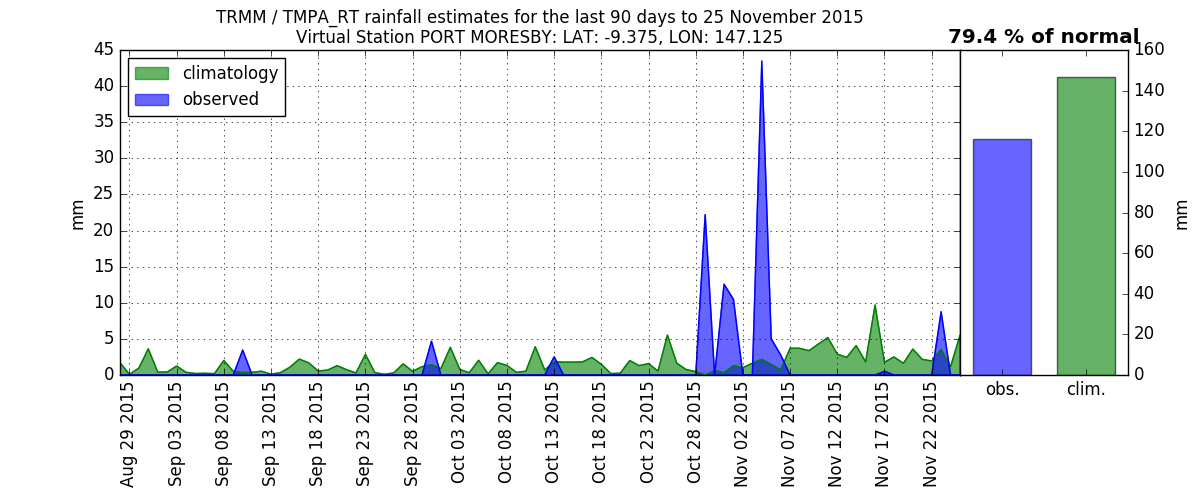 TRMM / TMPA_RT rainfall estimates for the last 90 days to 25 November 2015
Virtual Station PORT MORESBY: LAT: -9.375, LON: 147.125
79.4 % of normal
climatology
observed
45
40
35
30
25
20
15
10
5
0
mm
Aug 29 2015
Sep 03 2015
Sep 08 2015
Sep 13 2015
Sep 18 2015
Sep 23 2015
Sep 28 2015
Oct 03 2015
Oct 08 2015
Oct 13 2015
Oct 18 2015
Oct 23 2015
Oct 28 2015
Nov 02 2015
Nov 07 2015
Nov 12 2015
Nov 17 2015
Nov 22 2015
160
140
120
100
80
60
40
20
0
mm
obs.
clim.